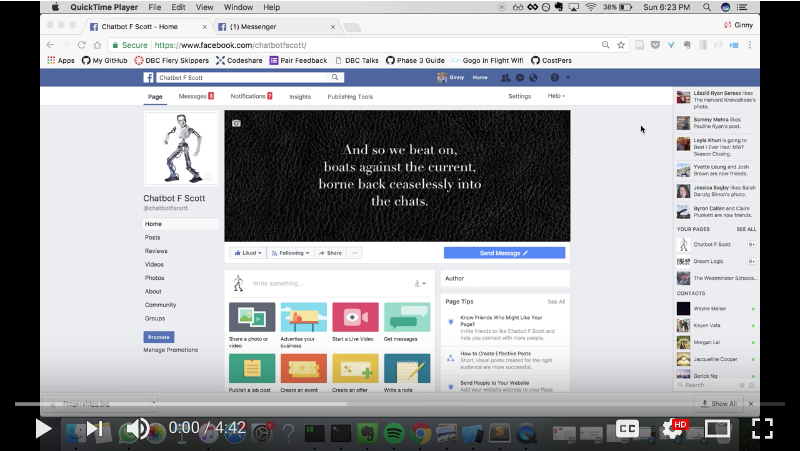 QuickTime Player File Edit View Window Help
38% Sun 6:23 PM
Chatbot F Scott - Home (1) Messenger Ginny
Secure https://www.facebook.com/chatbotfscott/
Apps My GitHub DBC Fiery Skippers Codeshare Pair Feedback DBC Talks Phase 3 Guide Gogo In Flight Wifi CostPers
Chatbot F Scott Ginny Home
Page Messages Notifications Insights Publishing Tools Settings Help
And so we beat on,
boats against the current,
borne back ceaselessly into
the chats.
Chatbot F Scott
@chatbotfscott
Home
Posts
Reviews
Videos
Photos
About
Community
Groups
Promote
Manage Promotions
Liked Following Share Send Message
Write something...
Share a photo or
video
Advertise your
business
Start a Live Video
Get messages
Publish a job post
Create an event
Create an offer
Write a note
Author
Page Tips See All
Know Friends Who Might Like Your
Page?
Invite friends to like Chatbot F Scott and
help you connect with more people.
How to Create Effective Posts
Short, visual posts created for the right
audience are more successful.
Send People to Your Website
Add your website address to your Page
László Ryan Seress likes
The Harvard Krokodiloes's
photo.
Sammy Mehra likes
Pauline Ryan's post.
Layla Khuri is going to
Beat I Ever Had: MWF
Season Closing.
Yvette Leung and Josh
Brown are now friends.
Jessica Bagby likes Sarah
Danzig Simon's photo.
Byron Callan and Claire
Plunkett are now friends.
YOUR PAGES SEE ALL
Chatbot F Scott 9+
Dream Logic 9+
The Westminster Schools...
CONTACTS
Wayne Meisel
Keyon Vafa
Morgan Lai
Jacqueline Cooper
Gerick Ng
Search
Show All
0:00 / 4:42 CC HD